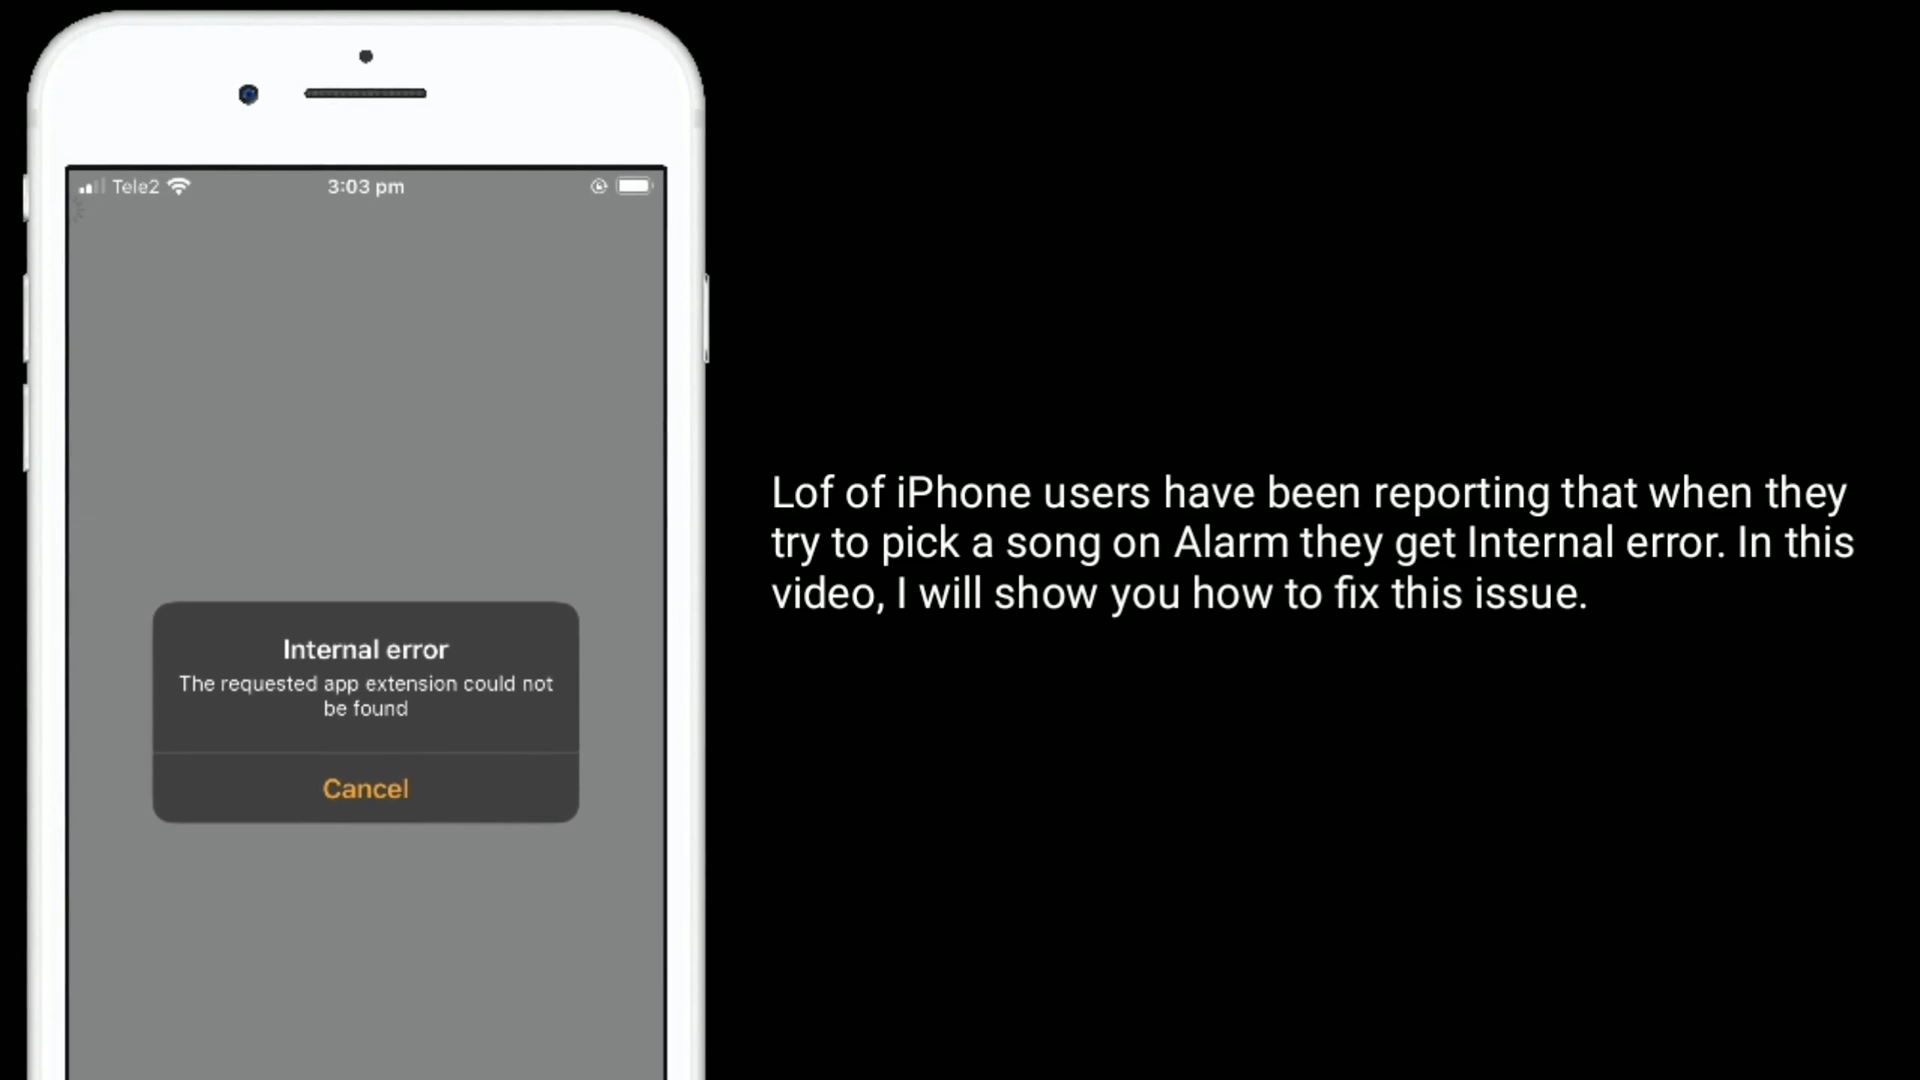 Tele2
3:03 pm
Lof of iPhone users have been reporting that when they
try to pick a song on Alarm they get Internal error. In this
video, I will show you how to fix this issue.
Internal error
The requested app extension could not
be found
Cancel